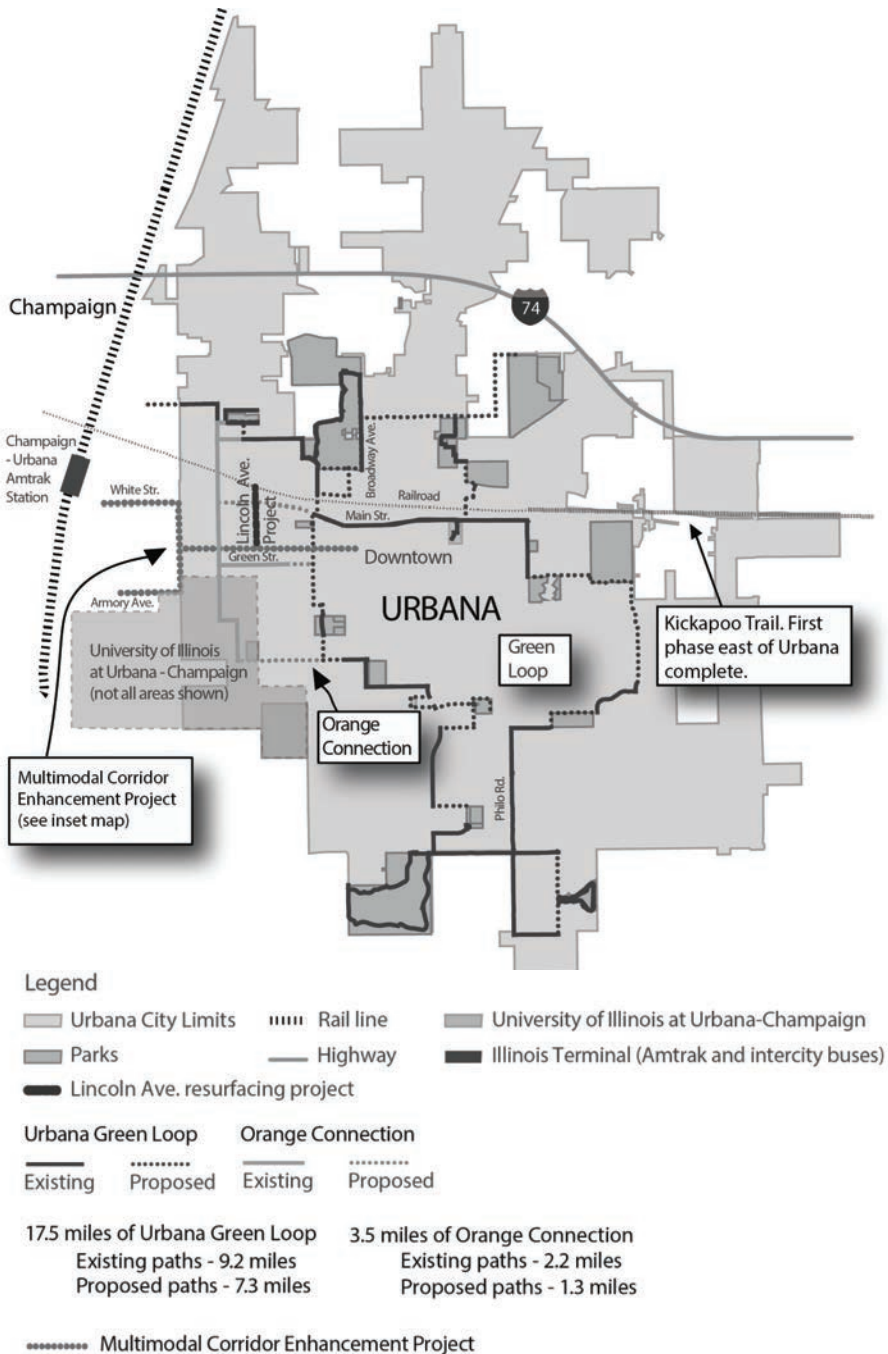 74
Champaign
Champaign
- Urbana
Amtrak
Station
White Str.
Lincoln Ave.
Project
Broadway Ave.
Railroad
Main Str.
Green Str.
Downtown
Armory Ave.
URBANA
University of Illinois
at Urbana - Champaign
(not all areas shown)
Green
Loop
Kickapoo Trail. First
phase east of Urbana
complete.
Orange
Connection
Multimodal Corridor
Enhancement Project
(see inset map)
Philo Rd.
Legend
Urbana City Limits
Rail line
University of Illinois at Urbana-Champaign
Parks
Highway
Illinois Terminal (Amtrak and intercity buses)
Lincoln Ave. resurfacing project
Urbana Green Loop
Orange Connection
Existing
Proposed
Existing
Proposed
17.5 miles of Urbana Green Loop
Existing paths - 9.2 miles
Proposed paths - 7.3 miles
3.5 miles of Orange Connection
Existing paths - 2.2 miles
Proposed paths - 1.3 miles
Multimodal Corridor Enhancement Project